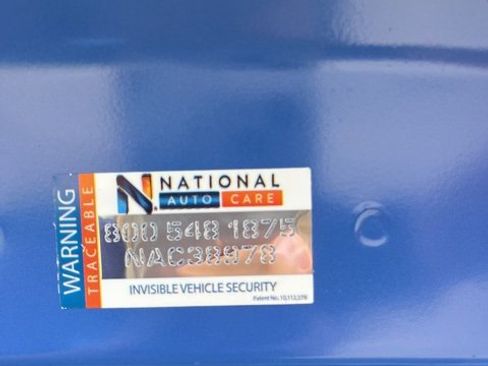 WARNING
TRACEABLE
N. NATIONAL
AUTO CARE
800 548 1875
NAC38978
INVISIBLE VEHICLE SECURITY